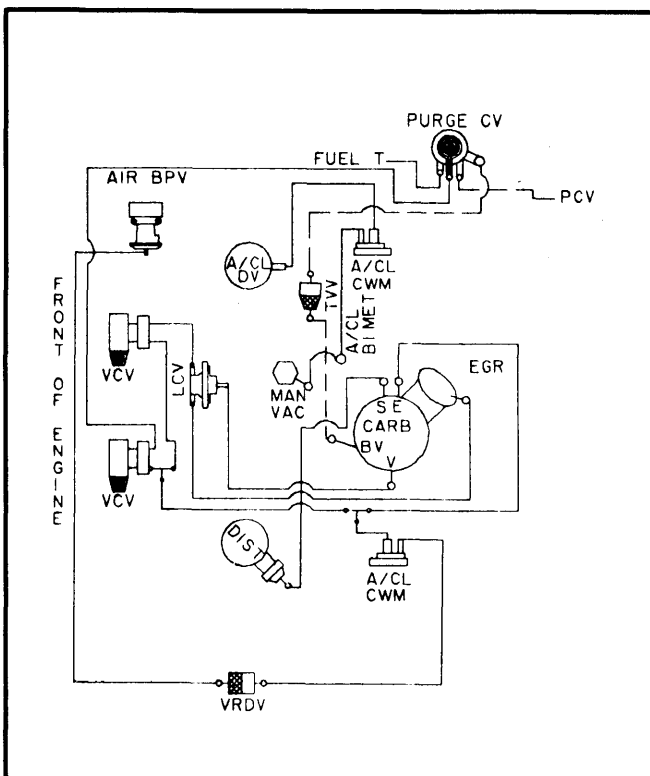 PURGE CV
FUEL T
PCV
AIR BPV
A/CL
DV
A/CL
CWM
TVV
A/CL
BIMET
FRONT OF ENGINE
VCV
LCV
MAN
VAC
EGR
S E
CARB
BV
V
VCV
DIST
A/CL
CWM
VRDV